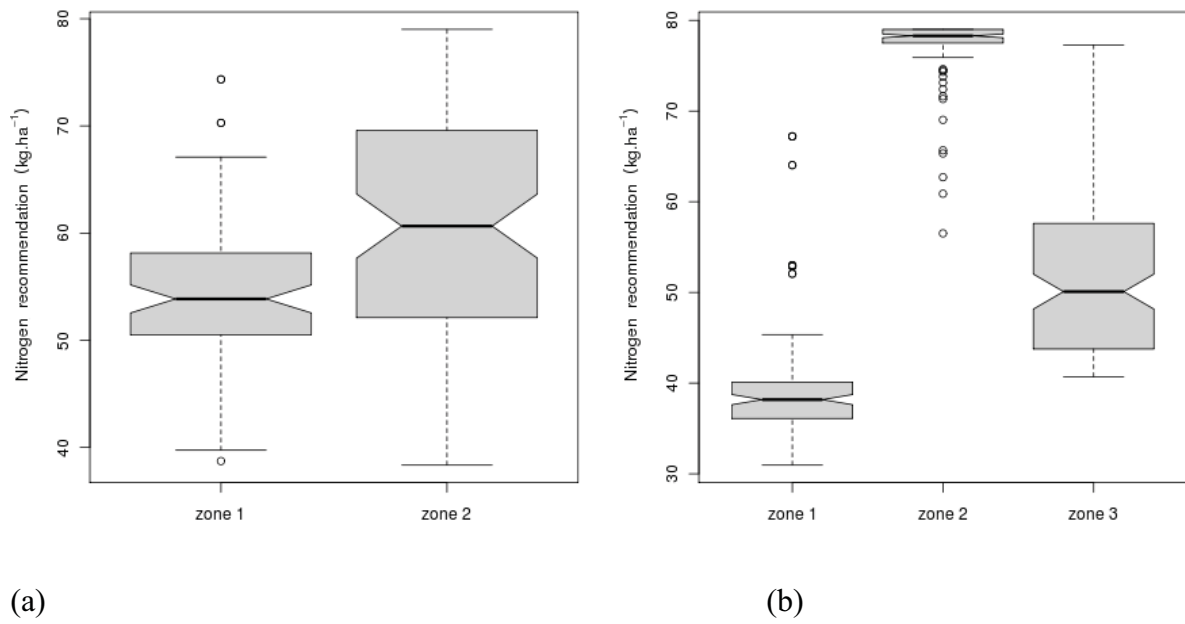 Nitrogen recommendation (kg.ha⁻¹)
80
70
60
50
40
zone 1
zone 2
(a)
Nitrogen recommendation (kg.ha⁻¹)
80
70
60
50
40
30
zone 1
zone 2
zone 3
(b)